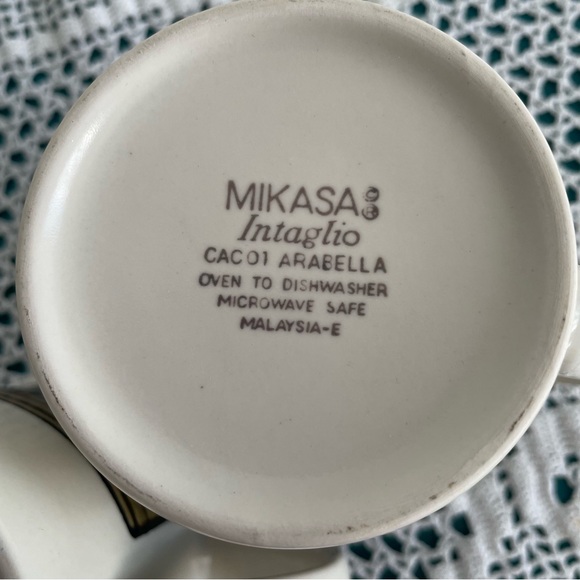 MIKASA
Intaglio
CAC01 ARABELLA
OVEN TO DISHWASHER
MICROWAVE SAFE
MALAYSIA-E